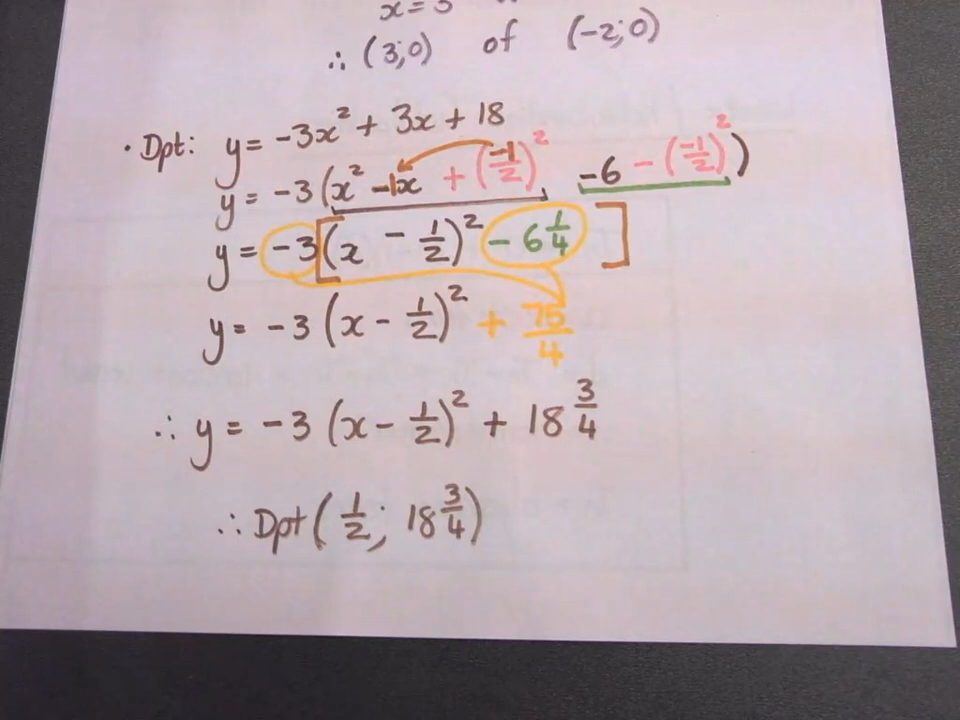 x = 3
∴ (3;0) of (-2;0)
• Dpt: y = -3x² + 3x + 18
y = -3(x² - 1x + (-1/2)² - 6 - (-1/2)²)
y = -3[(x - 1/2)² - 6 1/4]
y = -3(x - 1/2)² + 75/4
∴ y = -3(x - 1/2)² + 18 3/4
∴ Dpt(1/2; 18 3/4)